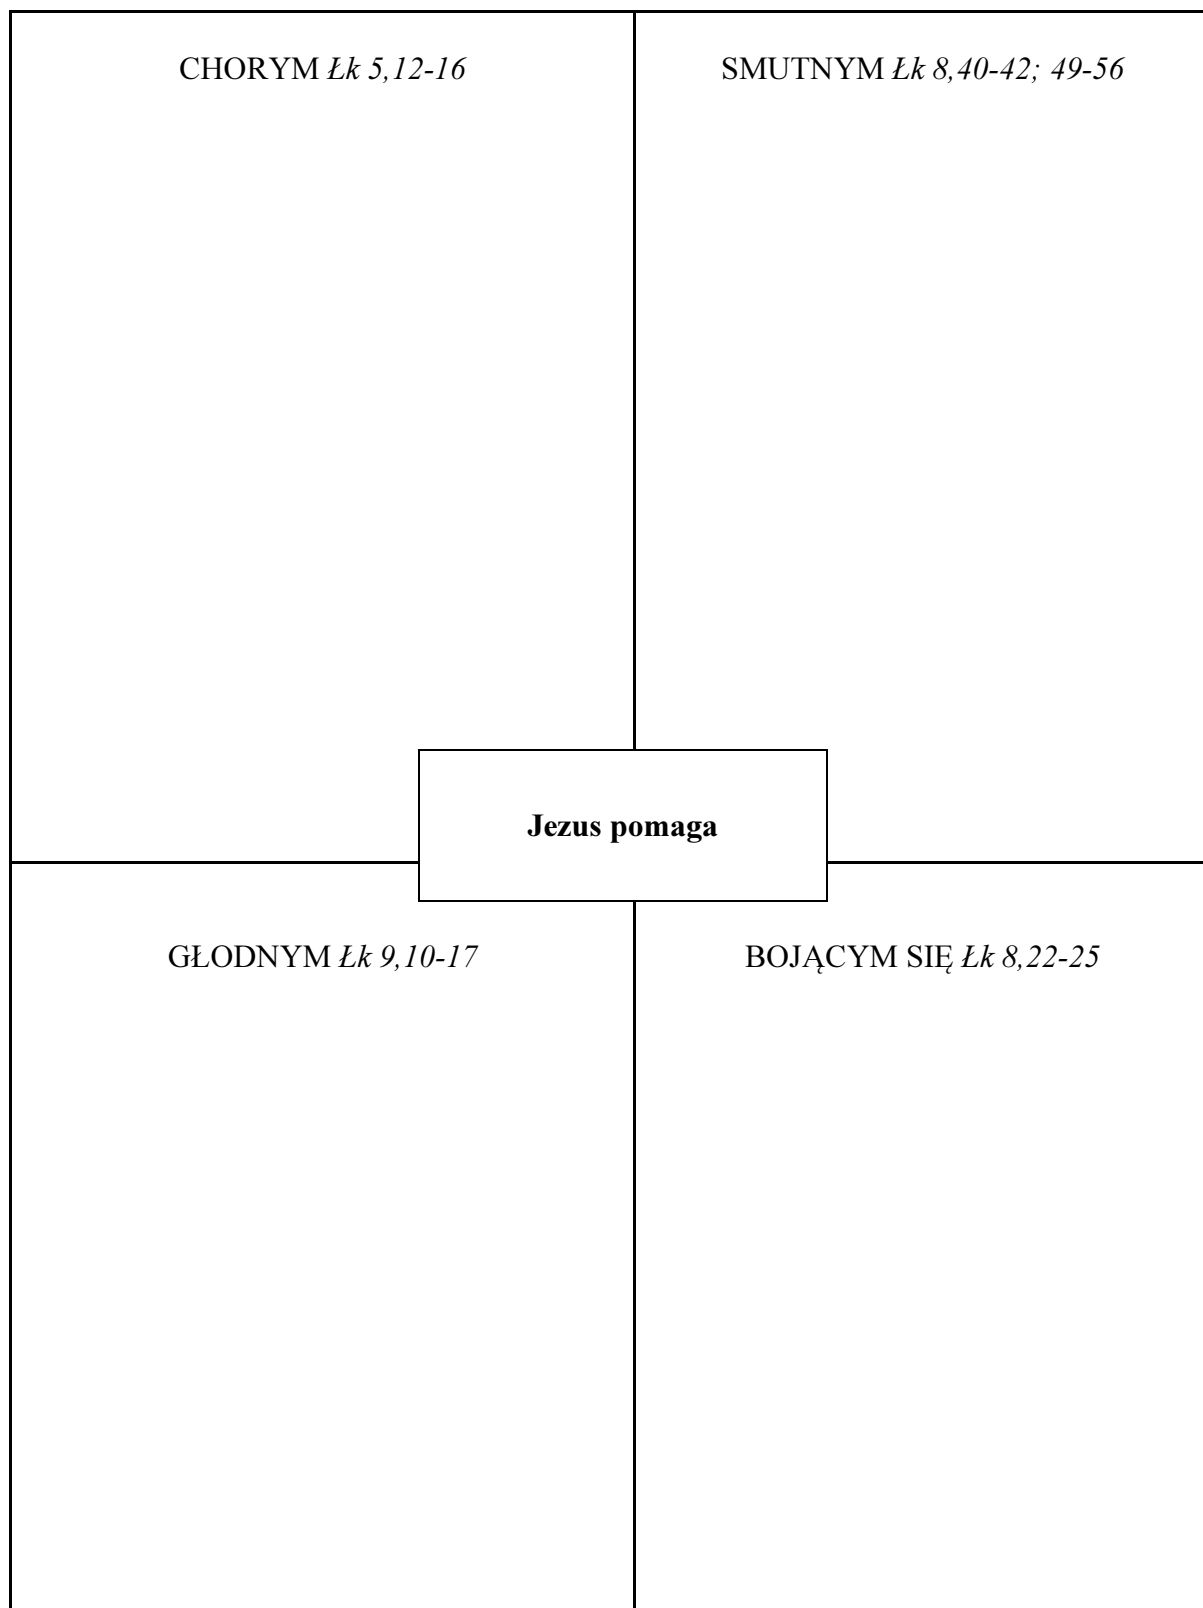 CHORYM Łk 5,12-16
SMUTNYM Łk 8,40-42; 49-56
Jezus pomaga
GŁODNYM Łk 9,10-17
BOJĄCYM SIĘ Łk 8,22-25